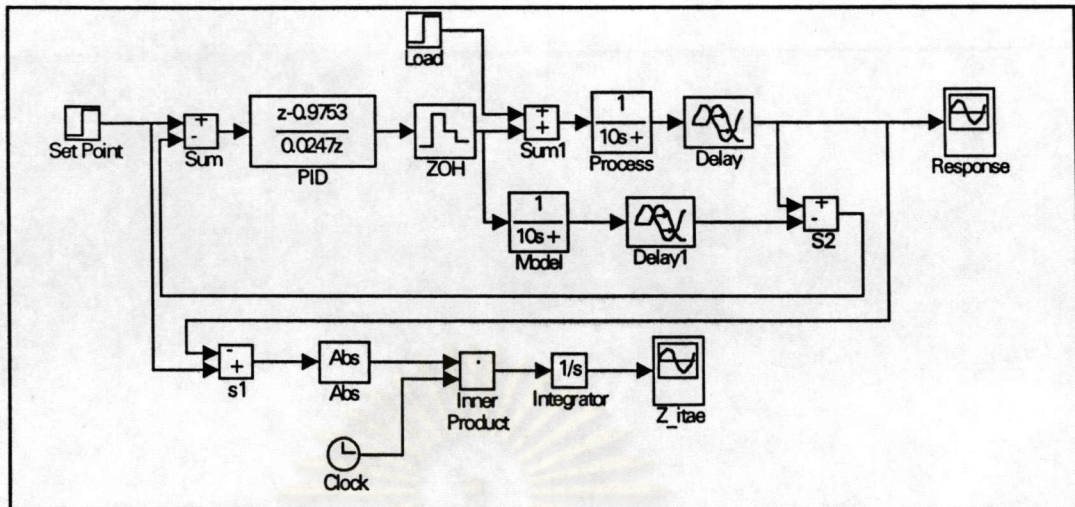 Load
Set Point
+
-
Sum
z-0.9753
0.0247z
PID
ZOH
+
+
Sum1
1
10s+
Process
Delay
Response
1
10s+
Model
Delay1
+
-
S2
-
+
s1
Abs
Abs
.
Inner
Product
1/s
Integrator
Z_itae
Clock